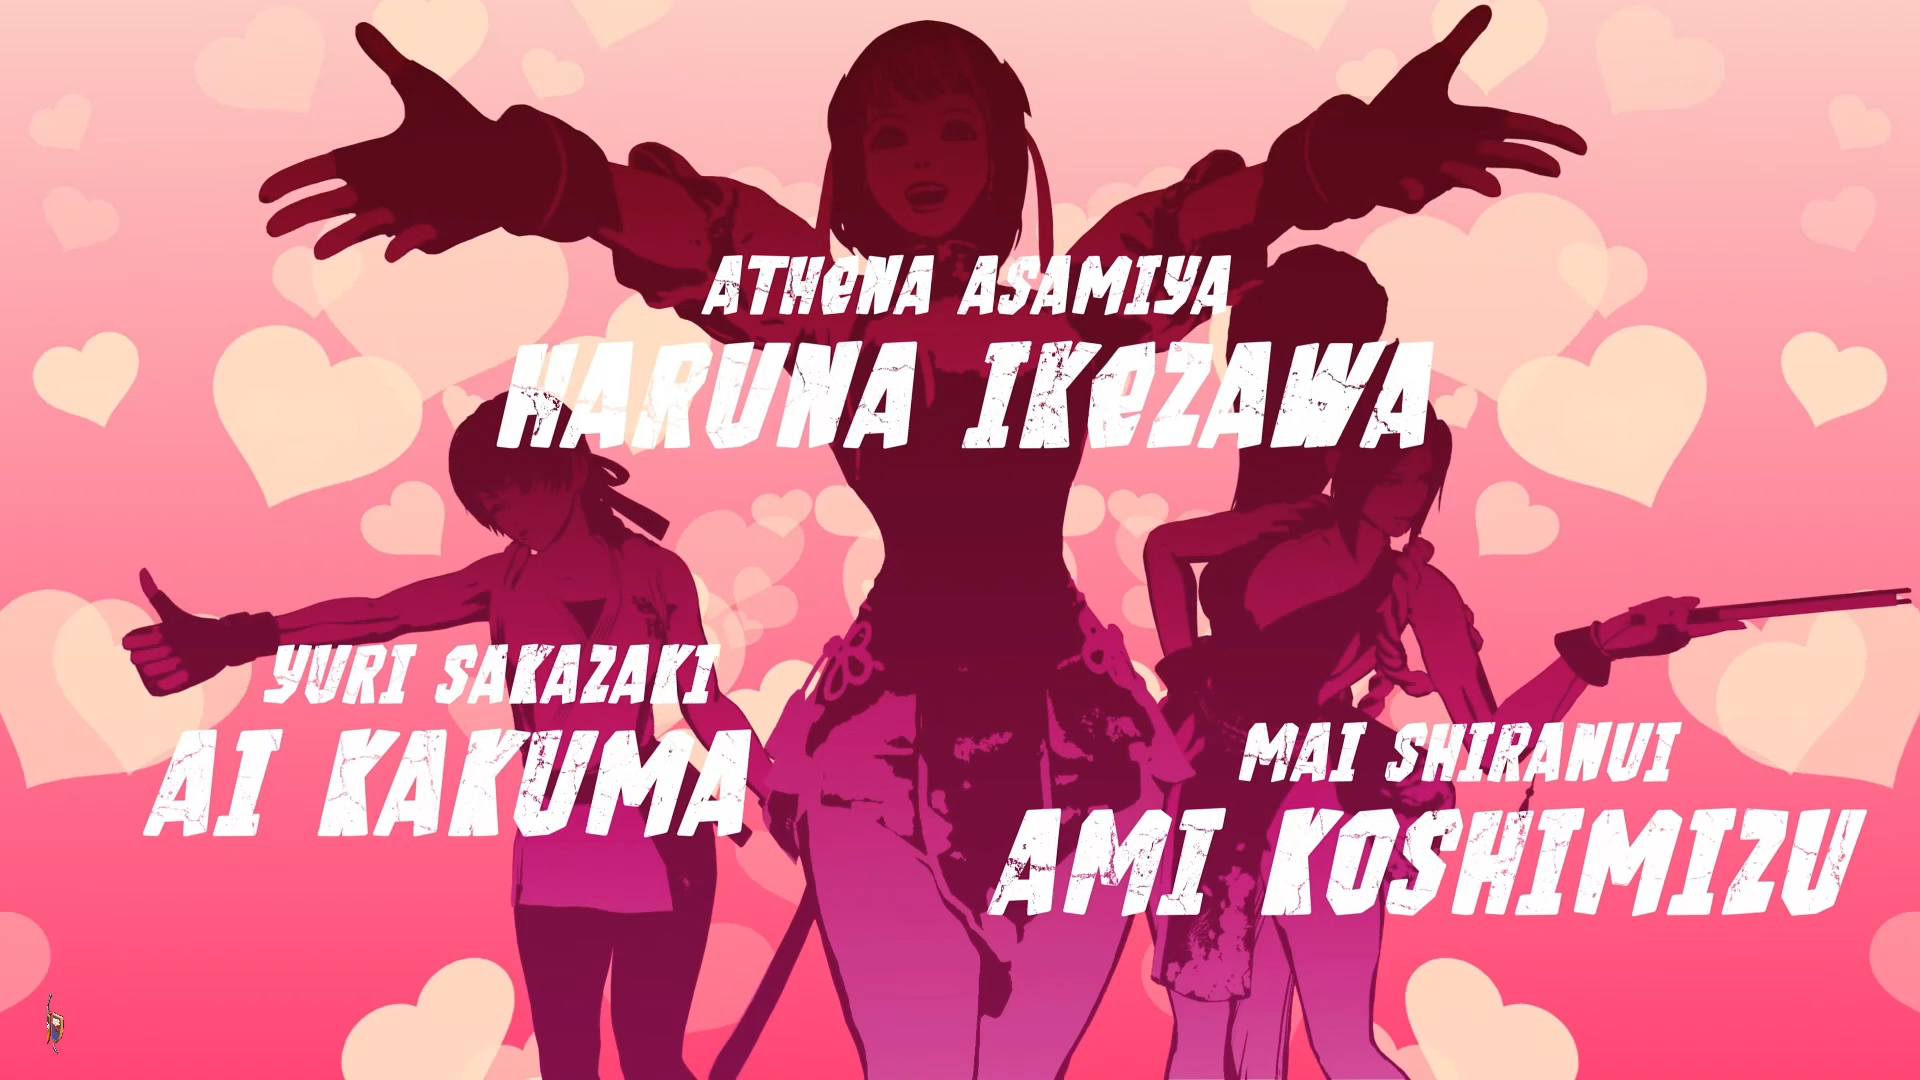 ATHENA ASAMIYA
HARUNA IKEZAWA
YURI SAKAZAKI
AI KAKUMA
MAI SHIRANUI
AMI KOSHIMIZU